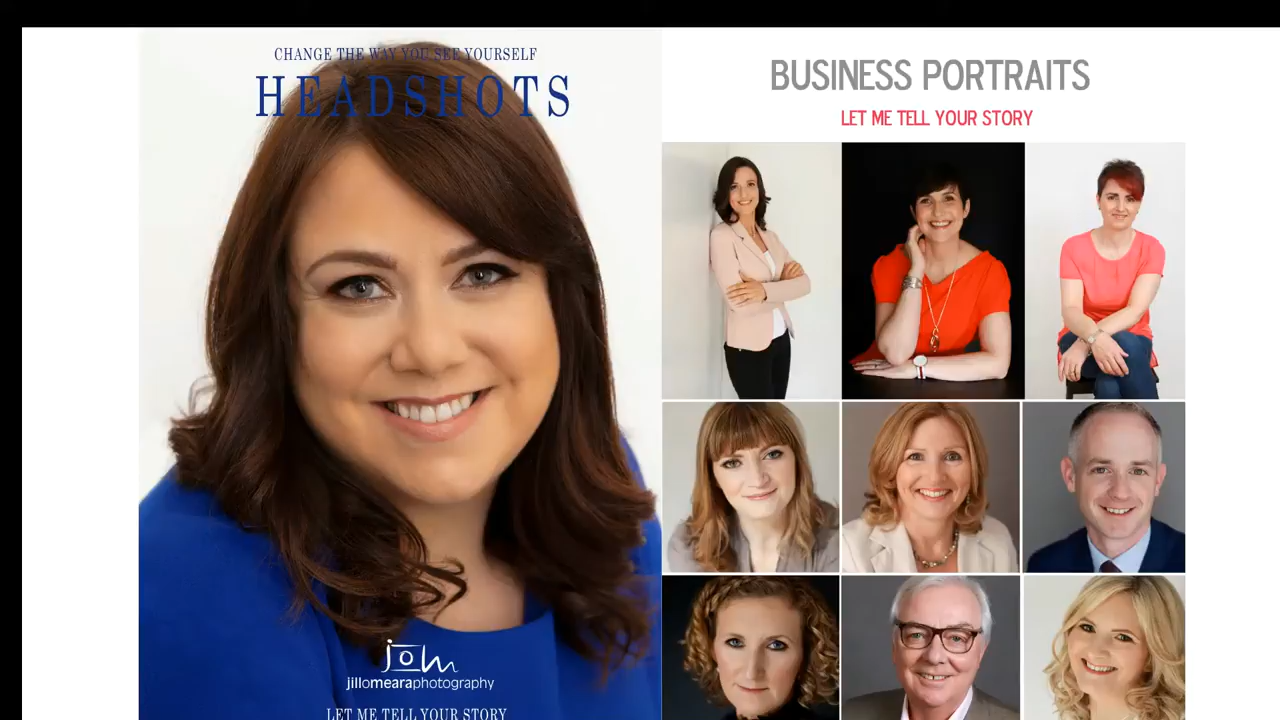 CHANGE THE WAY YOU SEE YOURSELF
HEADSHOTS
jom
jillomearaphotography
LET ME TELL YOUR STORY
BUSINESS PORTRAITS
LET ME TELL YOUR STORY